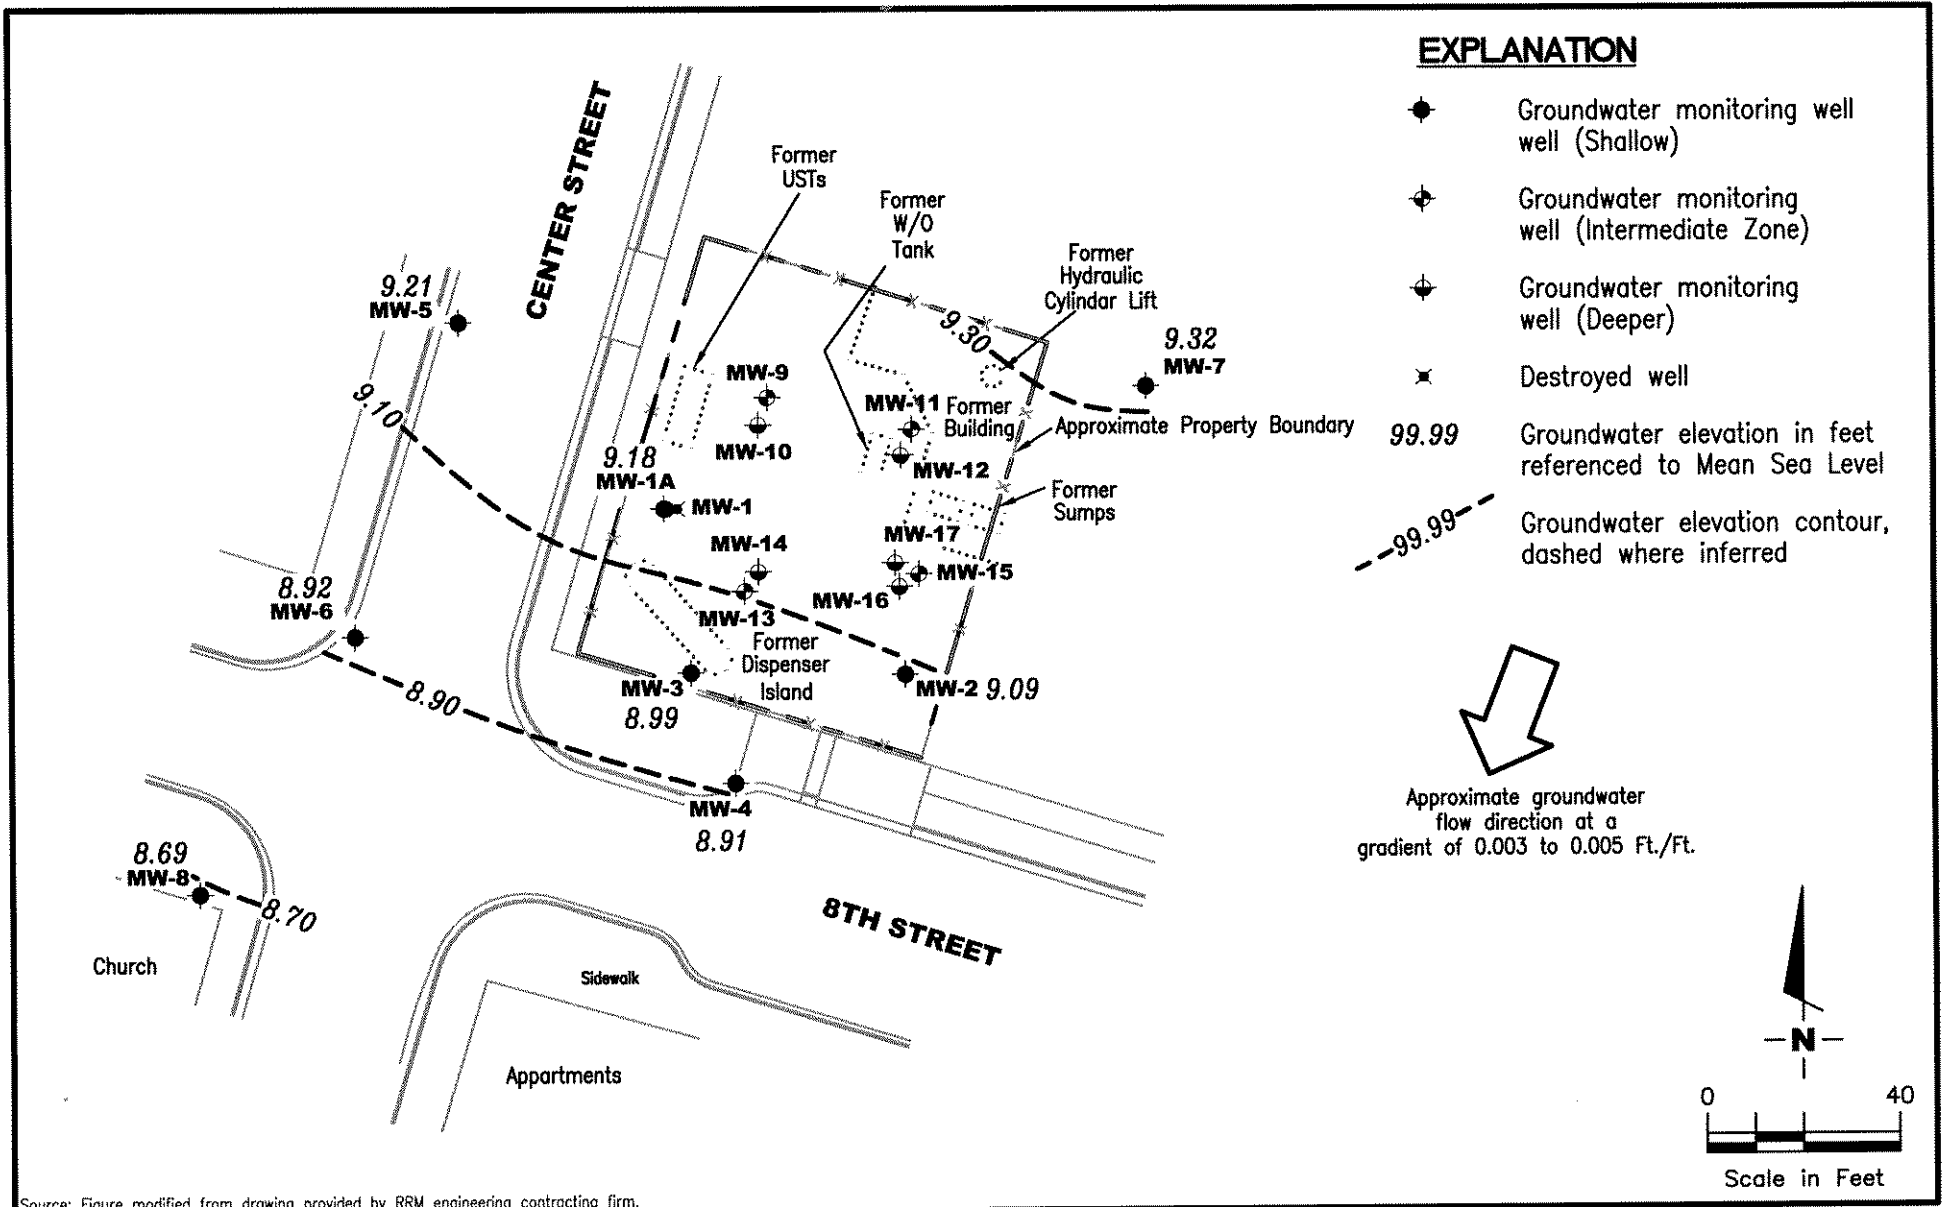 EXPLANATION
Groundwater monitoring well
well (Shallow)
Groundwater monitoring
well (Intermediate Zone)
Groundwater monitoring
well (Deeper)
Destroyed well
99.99
Groundwater elevation in feet
referenced to Mean Sea Level
99.99
Groundwater elevation contour,
dashed where inferred
CENTER STREET
Former
USTs
Former
W/O
Tank
Former
Hydraulic
Cylindar Lift
9.21
MW-5
9.30
9.32
MW-7
MW-9
MW-10
MW-11
Former
Building
Approximate Property Boundary
9.10
9.18
MW-1A
MW-1
MW-12
Former
Sumps
MW-14
MW-17
MW-15
MW-16
MW-13
8.92
MW-6
Former
Dispenser
Island
MW-3
8.99
MW-2 9.09
8.90
MW-4
8.91
8.69
MW-8
8.70
8TH STREET
Church
Sidewalk
Appartments
Approximate groundwater
flow direction at a
gradient of 0.003 to 0.005 Ft./Ft.
N
0 40
Scale in Feet
Source: Figure modified from drawing provided by RRM engineering contracting firm.